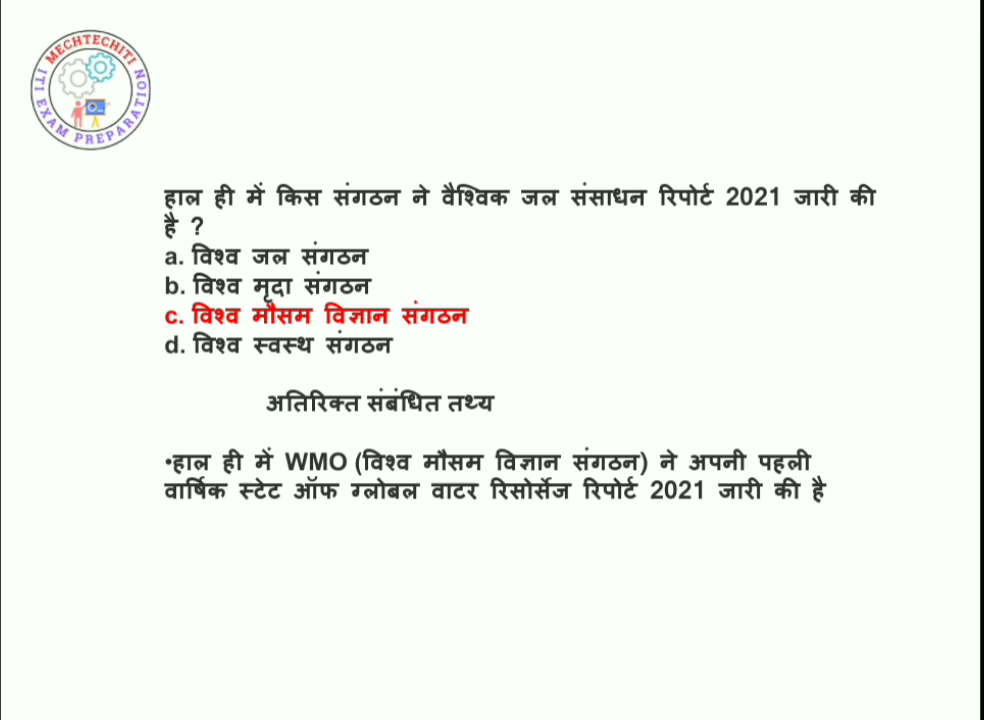 MECHTECHITI
ITI EXAM PREPARATION
हाल ही में किस संगठन ने वैश्विक जल संसाधन रिपोर्ट 2021 जारी की
है ?
a. विश्व जल संगठन
b. विश्व मृदा संगठन
c. विश्व मौसम विज्ञान संगठन
d. विश्व स्वस्थ संगठन
अतिरिक्त संबंधित तथ्य
•हाल ही में WMO (विश्व मौसम विज्ञान संगठन) ने अपनी पहली
वार्षिक स्टेट ऑफ ग्लोबल वाटर रिसोर्सेज रिपोर्ट 2021 जारी की है